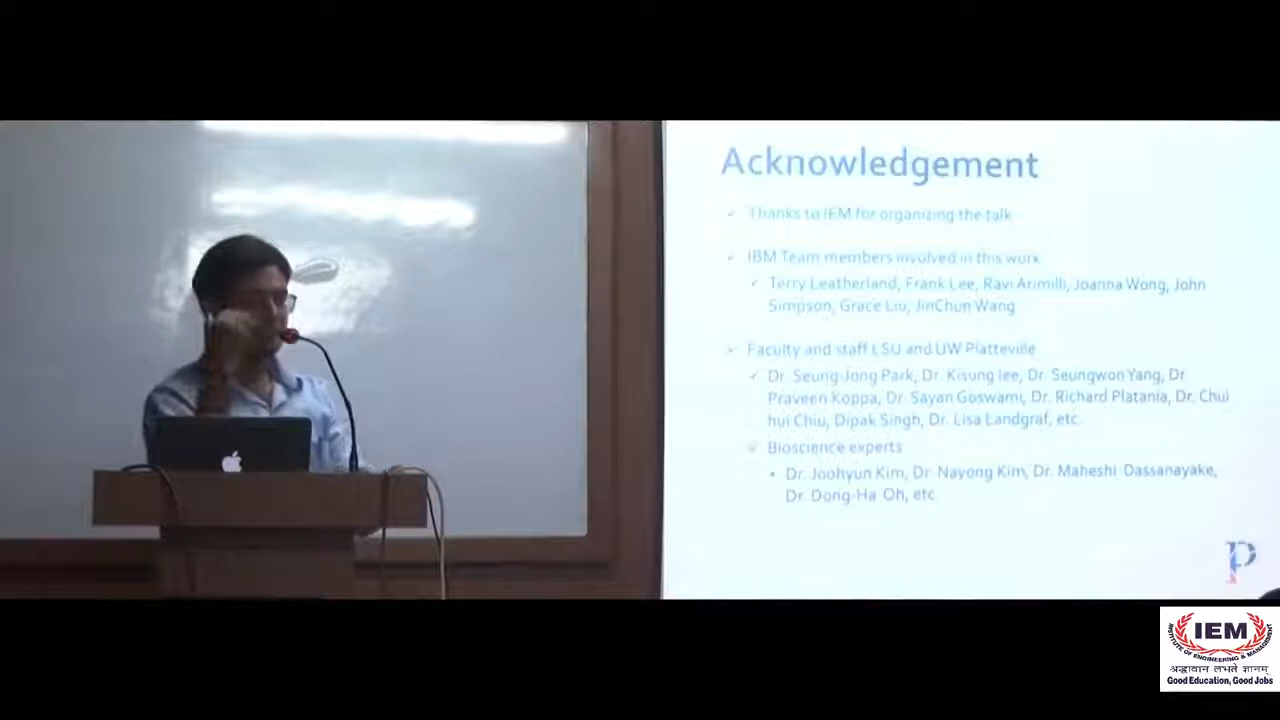 Acknowledgement
Thanks to IEM for organizing the talk
IBM Team members involved in this work
Terry Leatherland, Frank Lee, Ravi Arimilli, Joanna Wong, John
Simpson, Grace Liu, JinChun Wang
Faculty and staff LSU and UW Platteville
Dr. Seung-Jong Park, Dr. Kisung lee, Dr. Seungwon Yang, Dr
Praveen Koppa, Dr. Sayan Goswami, Dr. Richard Platania, Dr. Chui
hui Chiu, Dipak Singh, Dr. Lisa Landgraf, etc.
Bioscience experts
Dr. Joohyun Kim, Dr. Nayong Kim, Dr. Maheshi Dassanayake,
Dr. Dong-Ha Oh, etc.
P
IEM
INSTITUTE OF ENGINEERING & MANAGEMENT
श्रद्धावान लभते ज्ञानम्
Good Education, Good Jobs